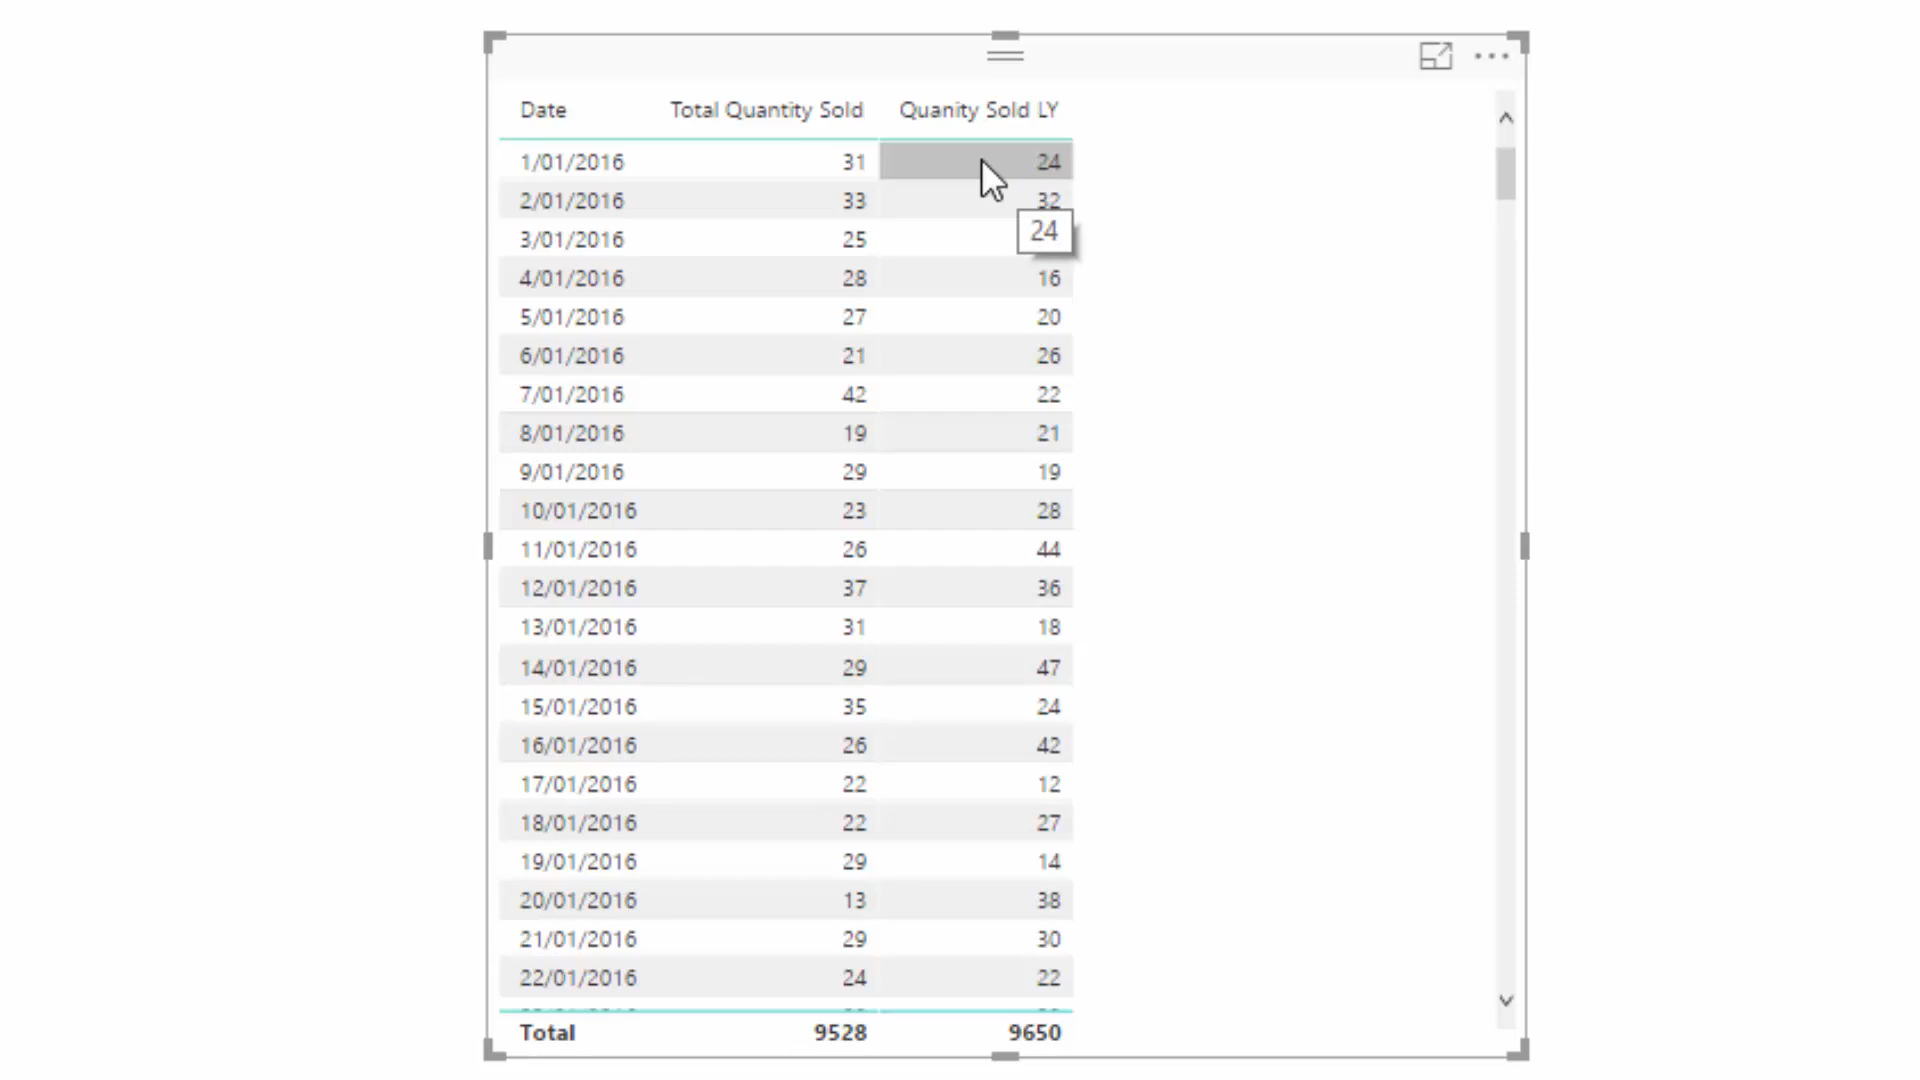 Date Total Quantity Sold Quanity Sold LY
1/01/2016 31 24
2/01/2016 33 32
3/01/2016 25
24
4/01/2016 28 16
5/01/2016 27 20
6/01/2016 21 26
7/01/2016 42 22
8/01/2016 19 21
9/01/2016 29 19
10/01/2016 23 28
11/01/2016 26 44
12/01/2016 37 36
13/01/2016 31 18
14/01/2016 29 47
15/01/2016 35 24
16/01/2016 26 42
17/01/2016 22 12
18/01/2016 22 27
19/01/2016 29 14
20/01/2016 13 38
21/01/2016 29 30
22/01/2016 24 22
Total 9528 9650